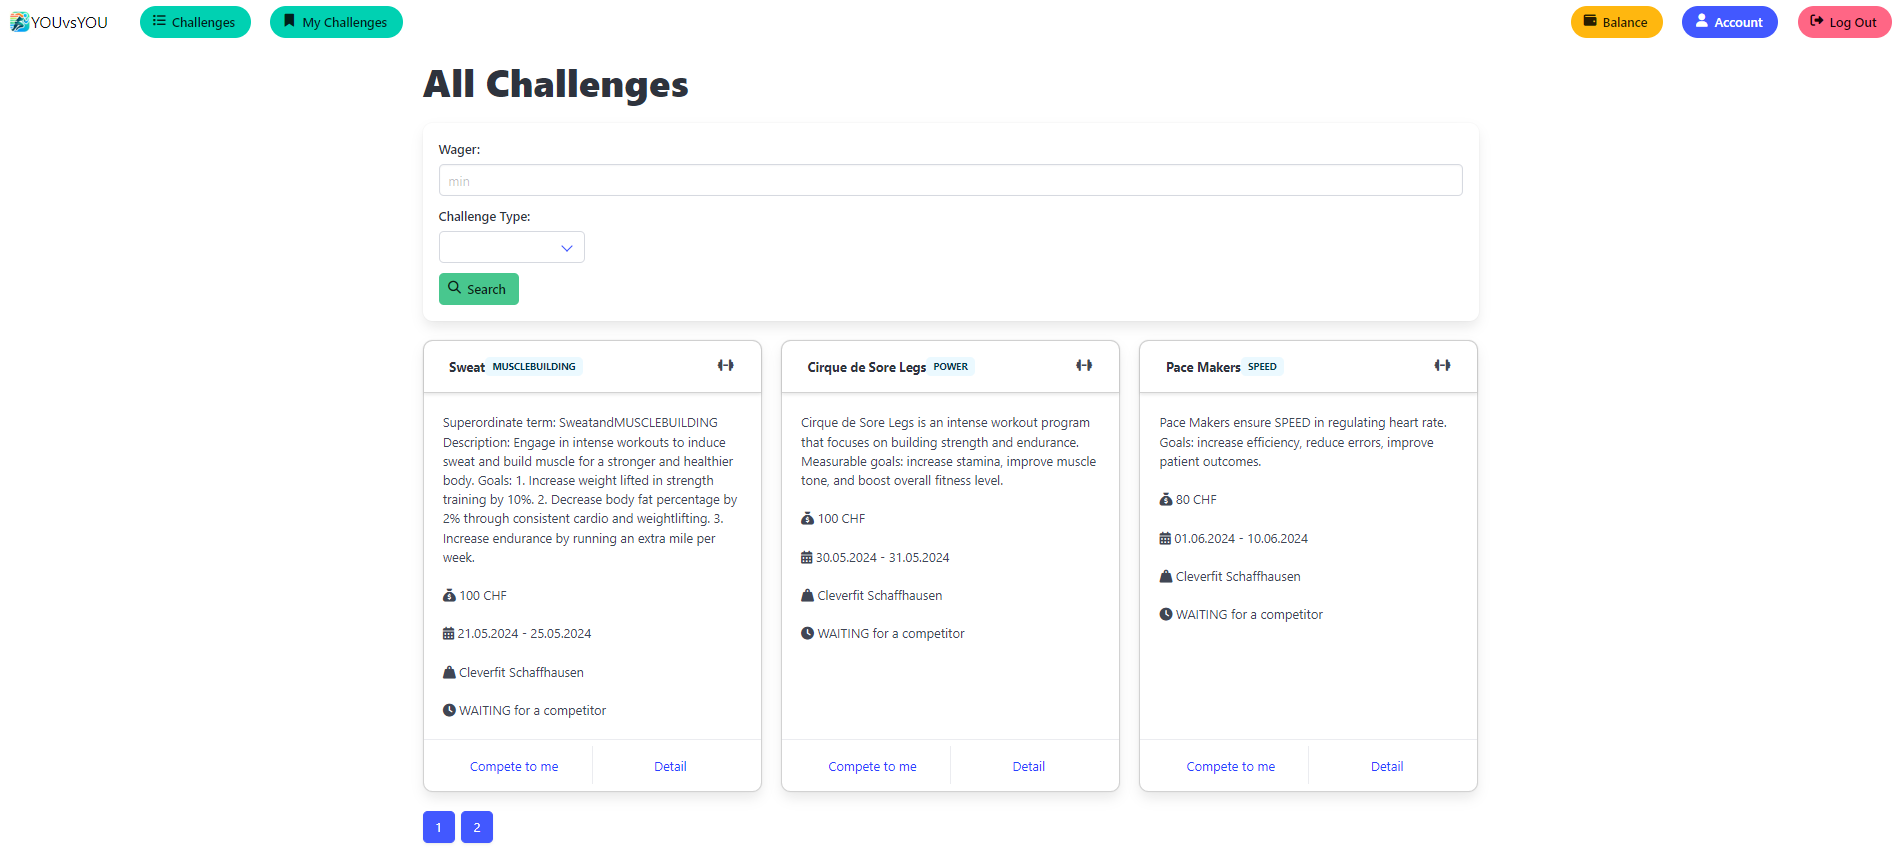 YOUvsYOU Challenges My Challenges Balance Account Log Out
All Challenges
Wager:
min
Challenge Type:
Search
Sweat MUSCLEBUILDING
Superordinate term: SweatandMUSCLEBUILDING
Description: Engage in intense workouts to induce
sweat and build muscle for a stronger and healthier
body. Goals: 1. Increase weight lifted in strength
training by 10%. 2. Decrease body fat percentage by
2% through consistent cardio and weightlifting. 3.
Increase endurance by running an extra mile per
week.
100 CHF
21.05.2024 - 25.05.2024
Cleverfit Schaffhausen
WAITING for a competitor
Compete to me Detail
Cirque de Sore Legs POWER
Cirque de Sore Legs is an intense workout program
that focuses on building strength and endurance.
Measurable goals: increase stamina, improve muscle
tone, and boost overall fitness level.
100 CHF
30.05.2024 - 31.05.2024
Cleverfit Schaffhausen
WAITING for a competitor
Compete to me Detail
Pace Makers SPEED
Pace Makers ensure SPEED in regulating heart rate.
Goals: increase efficiency, reduce errors, improve
patient outcomes.
80 CHF
01.06.2024 - 10.06.2024
Cleverfit Schaffhausen
WAITING for a competitor
Compete to me Detail
1 2